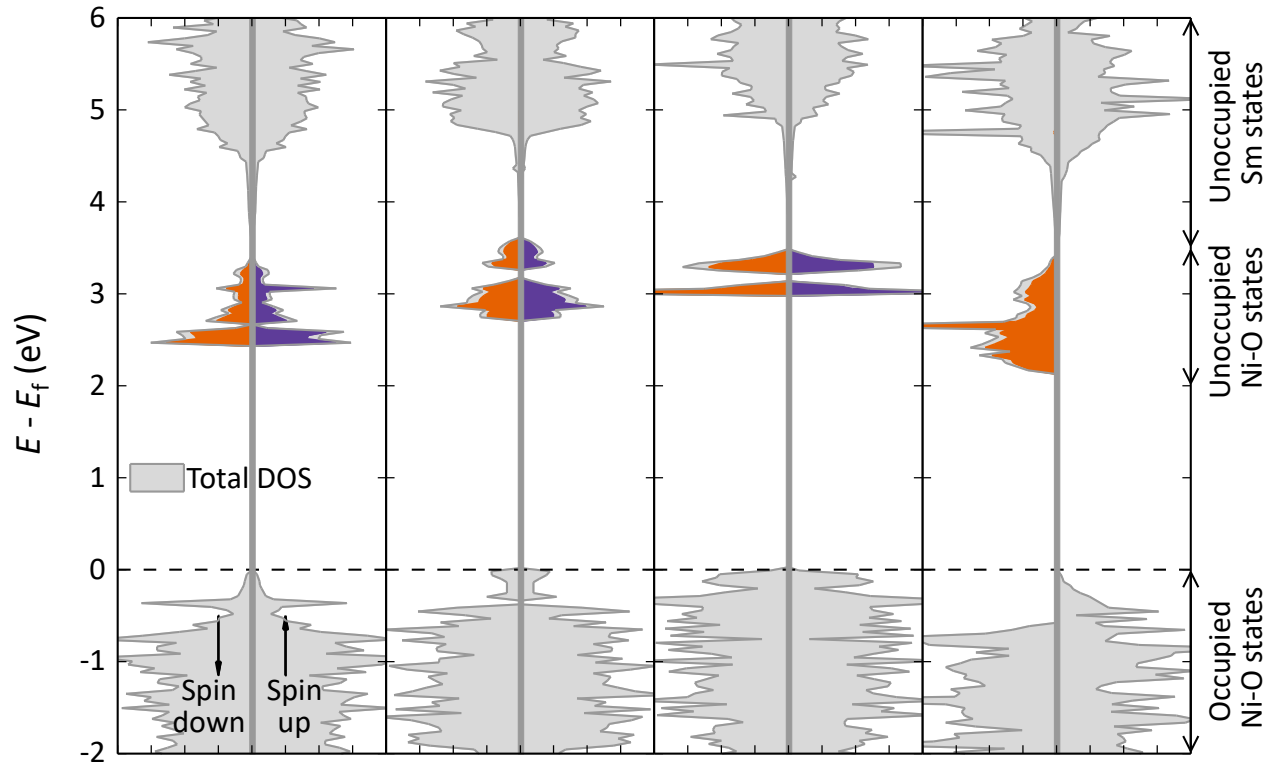 6
5
4
3
2
1
0
-1
-2
E - Ef (eV)
Total DOS
Spin
down
Spin
up
Unoccupied
Sm states
Unoccupied
Ni-O states
Occupied
Ni-O states